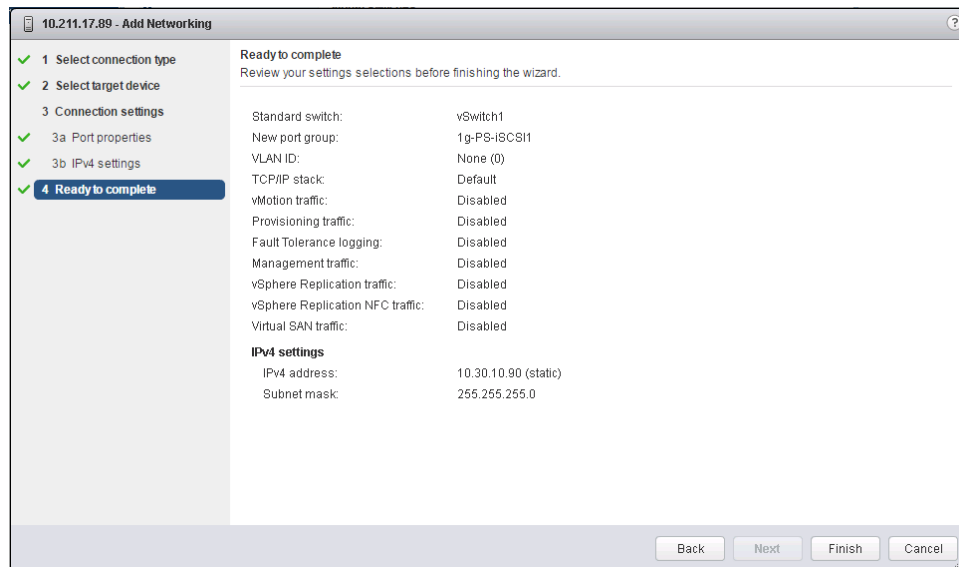 10.211.17.89 - Add Networking
?
1 Select connection type
2 Select target device
3 Connection settings
3a Port properties
3b IPv4 settings
4 Ready to complete
Ready to complete
Review your settings selections before finishing the wizard.
Standard switch: vSwitch1
New port group: 1g-PS-iSCSI1
VLAN ID: None (0)
TCP/IP stack: Default
vMotion traffic: Disabled
Provisioning traffic: Disabled
Fault Tolerance logging: Disabled
Management traffic: Disabled
vSphere Replication traffic: Disabled
vSphere Replication NFC traffic: Disabled
Virtual SAN traffic: Disabled
IPv4 settings
IPv4 address: 10.30.10.90 (static)
Subnet mask: 255.255.255.0
Back Next Finish Cancel